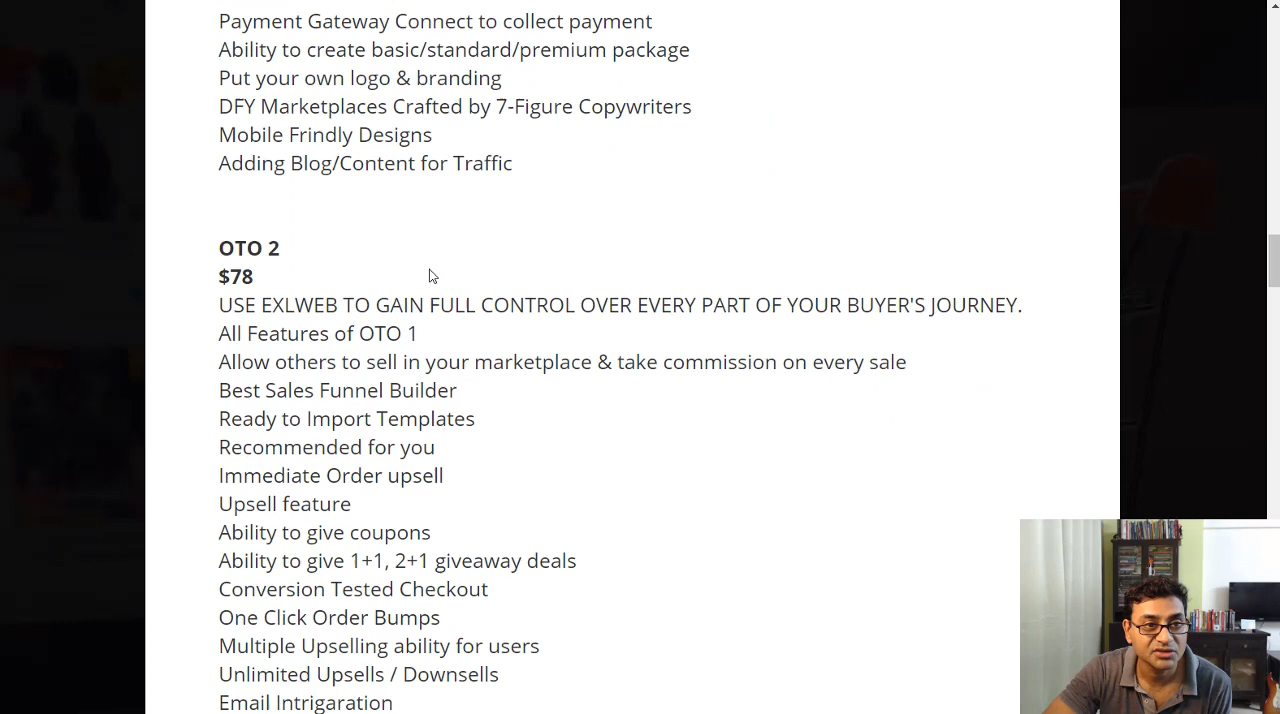 Payment Gateway Connect to collect payment
Ability to create basic/standard/premium package
Put your own logo & branding
DFY Marketplaces Crafted by 7-Figure Copywriters
Mobile Frindly Designs
Adding Blog/Content for Traffic
OTO 2
$78
USE EXLWEB TO GAIN FULL CONTROL OVER EVERY PART OF YOUR BUYER'S JOURNEY.
All Features of OTO 1
Allow others to sell in your marketplace & take commission on every sale
Best Sales Funnel Builder
Ready to Import Templates
Recommended for you
Immediate Order upsell
Upsell feature
Ability to give coupons
Ability to give 1+1, 2+1 giveaway deals
Conversion Tested Checkout
One Click Order Bumps
Multiple Upselling ability for users
Unlimited Upsells / Downsells
Email Intrigaration